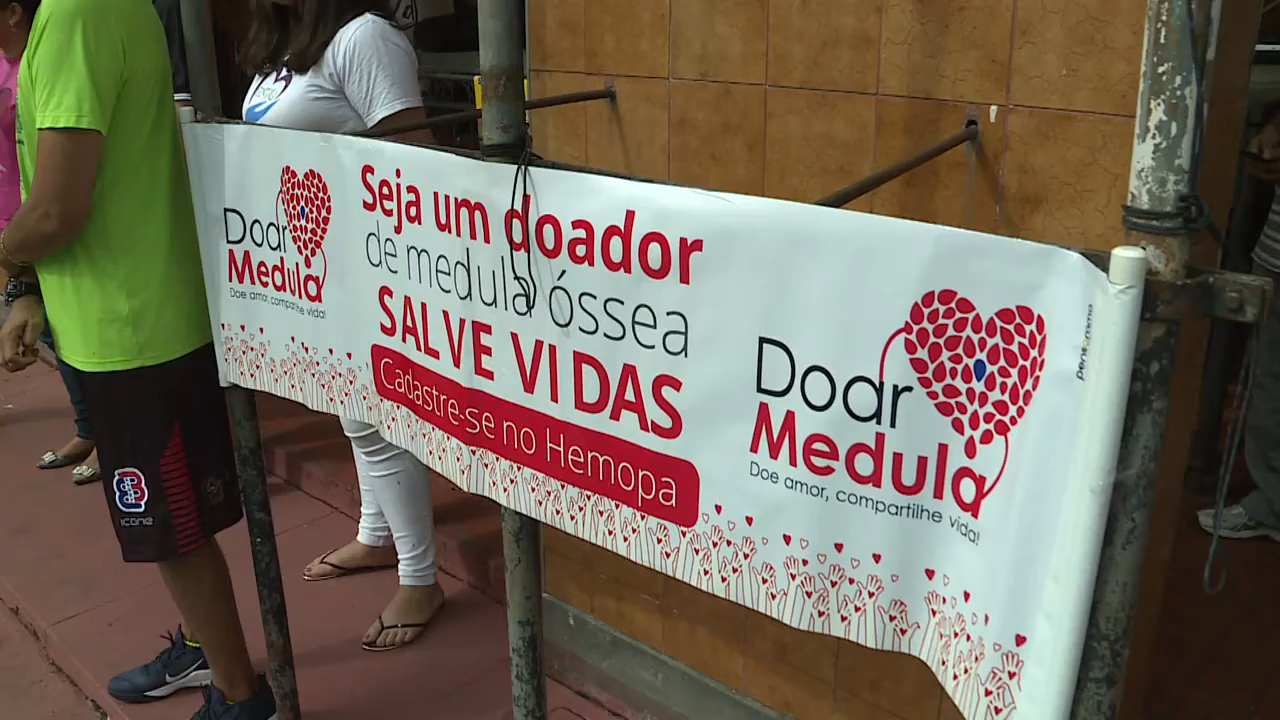 Doar
Medula
Doe amor, compartilhe vida!
Seja um doador
de medula óssea
SALVE VIDAS
Cadastre-se no Hemopa
Doar
Medula
Doe amor, compartilhe vida!
icone